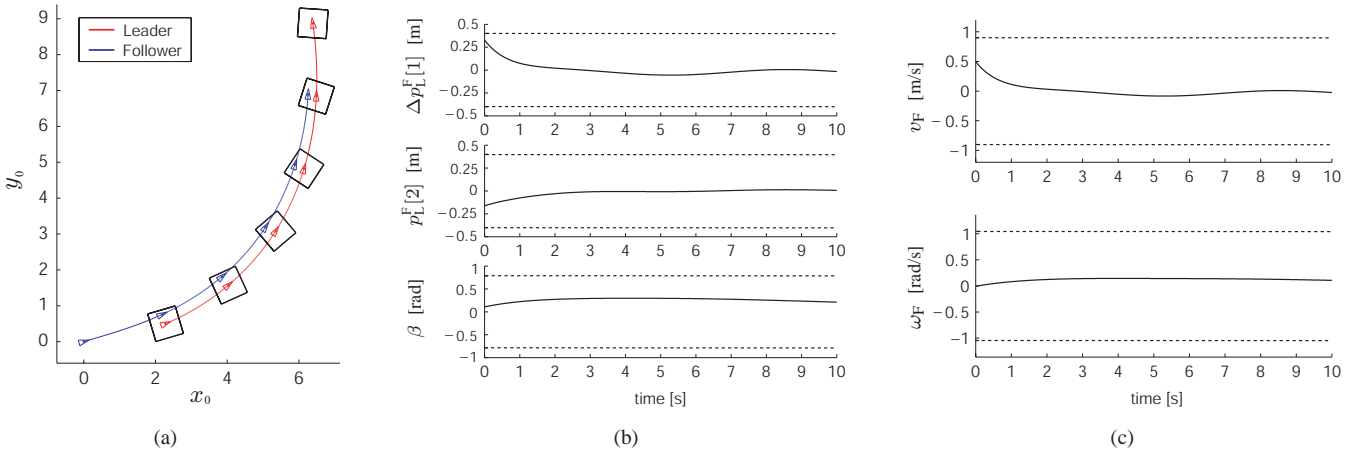 9
8
7
6
5
4
3
2
1
0
y₀
Leader
Follower
0 2 4 6
x₀
(a)
0.5
0.25
0
−0.25
−0.5
Δp_L^F[1] [m]
0 1 2 3 4 5 6 7 8 9 10
0.5
0.25
0
−0.25
−0.5
p_L^F[2] [m]
0 1 2 3 4 5 6 7 8 9 10
1
0.5
0
−0.5
−1
β [rad]
0 1 2 3 4 5 6 7 8 9 10
time [s]
(b)
1
0.5
0
−0.5
−1
v_F [m/s]
0 1 2 3 4 5 6 7 8 9 10
1
0.5
0
−0.5
−1
ω_F [rad/s]
0 1 2 3 4 5 6 7 8 9 10
time [s]
(c)